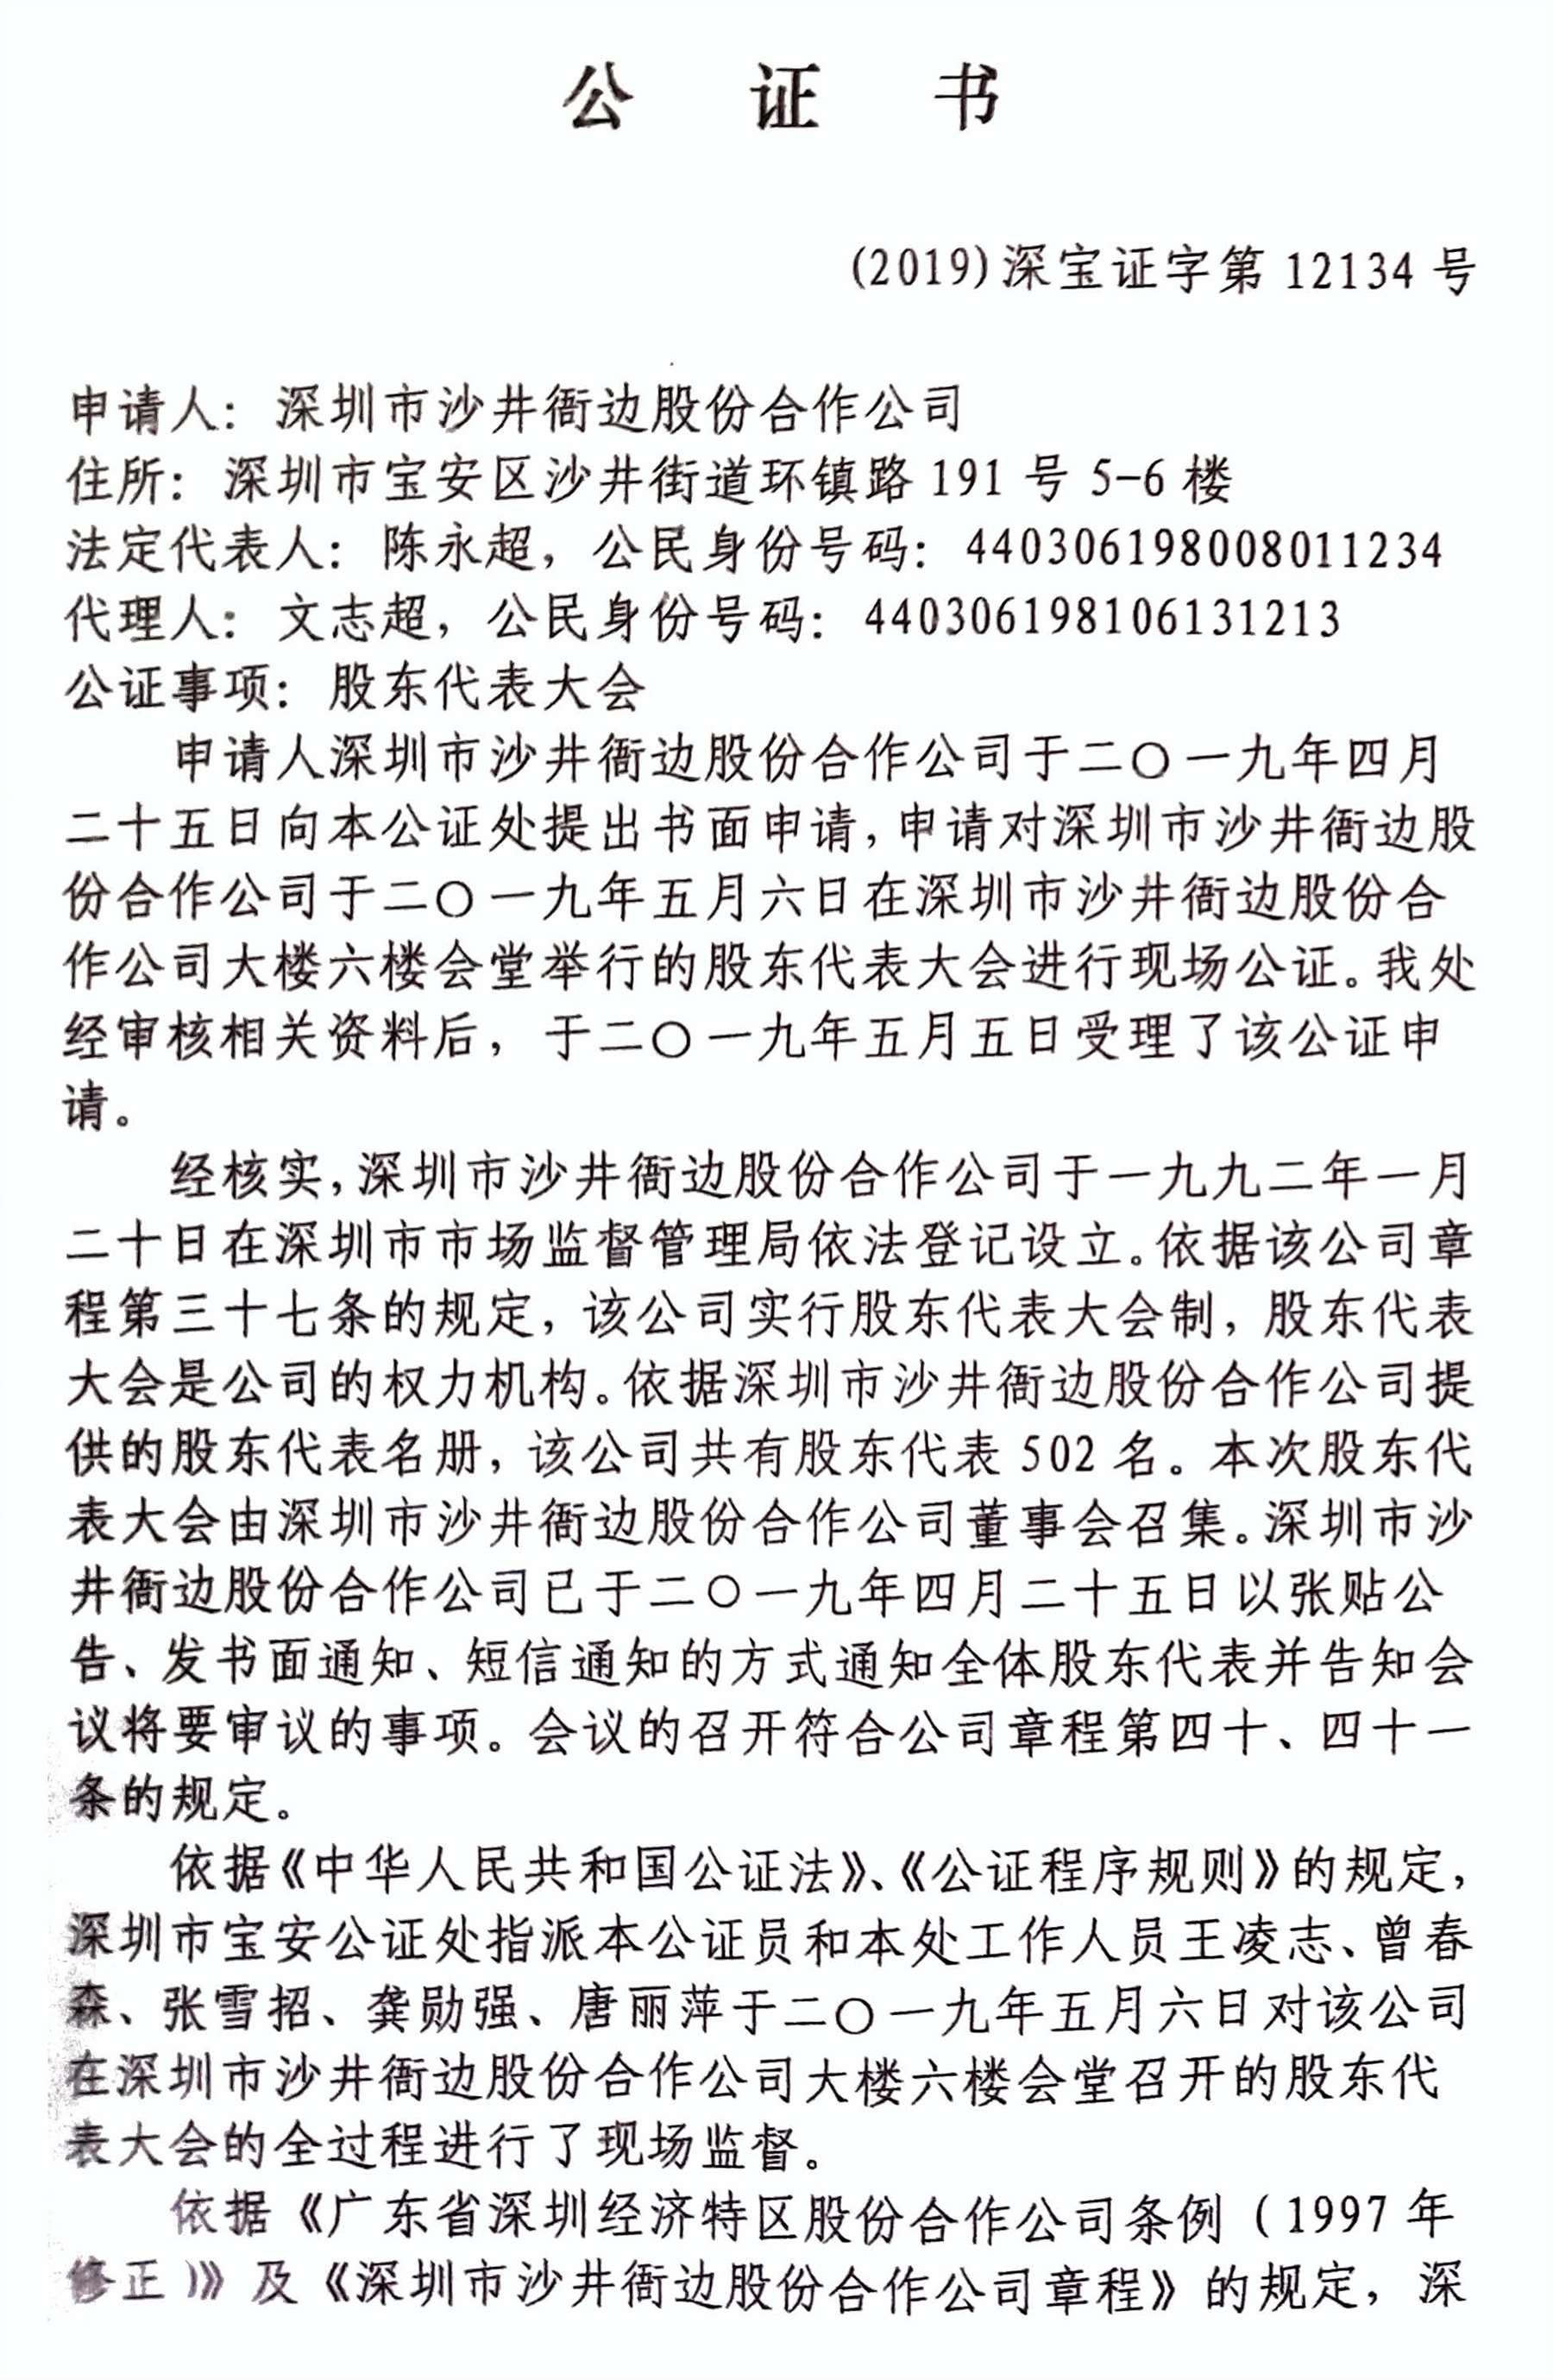 公 证 书
(2019)深宝证字第 12134 号
申请人：深圳市沙井衙边股份合作公司
住所：深圳市宝安区沙井街道环镇路 191 号 5-6 楼
法定代表人：陈永超，公民身份号码：440306198008011234
代理人：文志超，公民身份号码：440306198106131213
公证事项：股东代表大会
申请人深圳市沙井衙边股份合作公司于二〇一九年四月
二十五日向本公证处提出书面申请，申请对深圳市沙井衙边股
份合作公司于二〇一九年五月六日在深圳市沙井衙边股份合
作公司大楼六楼会堂举行的股东代表大会进行现场公证。我处
经审核相关资料后，于二〇一九年五月五日受理了该公证申
请。
经核实，深圳市沙井衙边股份合作公司于一九九二年一月
二十日在深圳市市场监督管理局依法登记设立。依据该公司章
程第三十七条的规定，该公司实行股东代表大会制，股东代表
大会是公司的权力机构。依据深圳市沙井衙边股份合作公司提
供的股东代表名册，该公司共有股东代表 502 名。本次股东代
表大会由深圳市沙井衙边股份合作公司董事会召集。深圳市沙
井衙边股份合作公司已于二〇一九年四月二十五日以张贴公
告、发书面通知、短信通知的方式通知全体股东代表并告知会
议将要审议的事项。会议的召开符合公司章程第四十、四十一
条的规定。
依据《中华人民共和国公证法》、《公证程序规则》的规定，
深圳市宝安公证处指派本公证员和本处工作人员王凌志、曾春
森、张雪招、龚勋强、唐丽萍于二〇一九年五月六日对该公司
在深圳市沙井衙边股份合作公司大楼六楼会堂召开的股东代
表大会的全过程进行了现场监督。
依据《广东省深圳经济特区股份合作公司条例（1997 年
修正）》及《深圳市沙井衙边股份合作公司章程》的规定，深